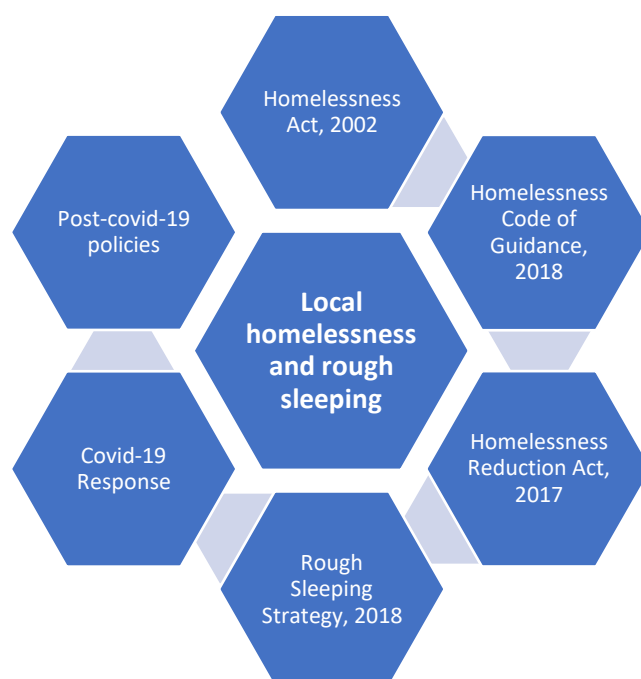 Homelessness
Act, 2002
Homelessness
Code of
Guidance,
2018
Homelessness
Reduction Act,
2017
Rough
Sleeping
Strategy, 2018
Covid-19
Response
Post-covid-19
policies
Local
homelessness
and rough
sleeping